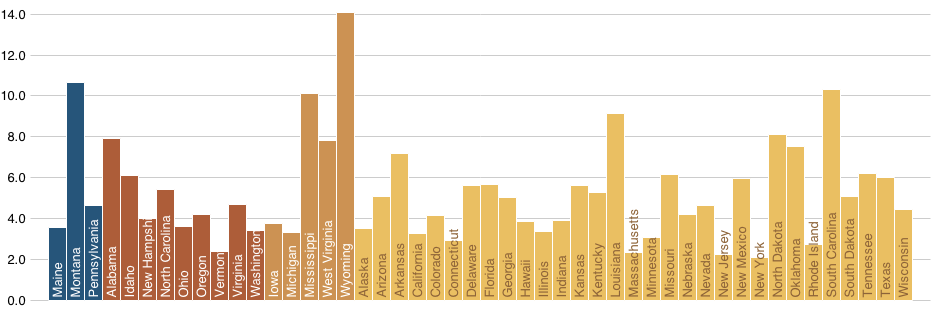 14.0
12.0
10.0
8.0
6.0
4.0
2.0
0.0
Maine
Montana
Pennsylvania
Alabama
Idaho
New Hampshi
North Carolina
Ohio
Oregon
Vermont
Virginia
Washington
Iowa
Michigan
Mississippi
West Virginia
Wyoming
Alaska
Arizona
Arkansas
California
Colorado
Connecticut
Delaware
Florida
Georgia
Hawaii
Illinois
Indiana
Kansas
Kentucky
Louisiana
Massachusetts
Minnesota
Missouri
Nebraska
Nevada
New Jersey
New Mexico
New York
North Dakota
Oklahoma
Rhode Island
South Carolina
South Dakota
Tennessee
Texas
Wisconsin